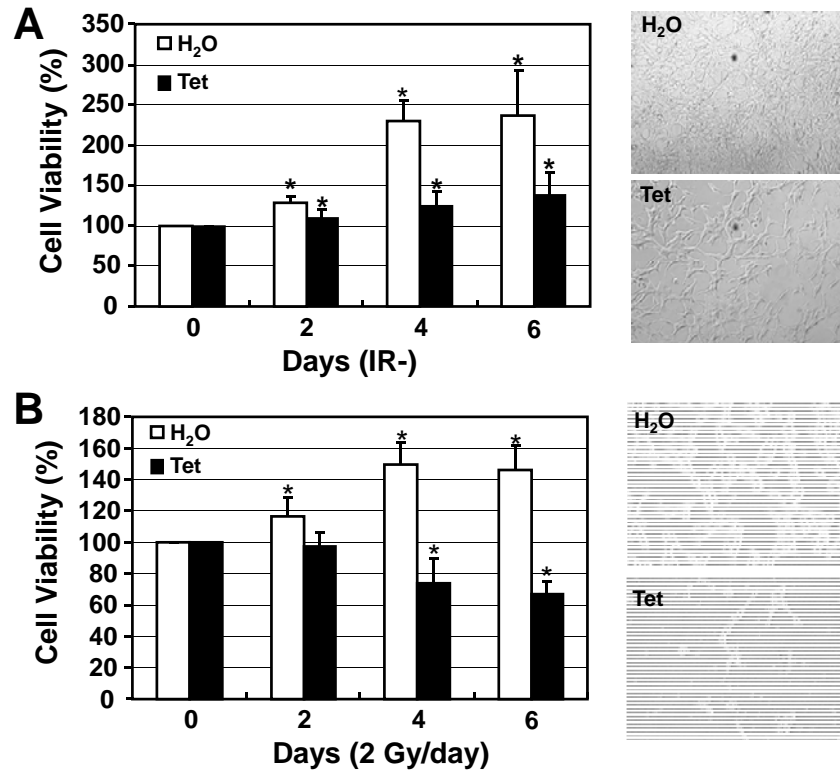 A
Cell Viability (%)
350
300
250
200
150
100
50
0
H₂O
Tet
* * * * * *
0 2 4 6
Days (IR-)
H₂O
Tet
B
Cell Viability (%)
180
160
140
120
100
80
60
40
20
0
H₂O
Tet
* * * * *
0 2 4 6
Days (2 Gy/day)
H₂O
Tet